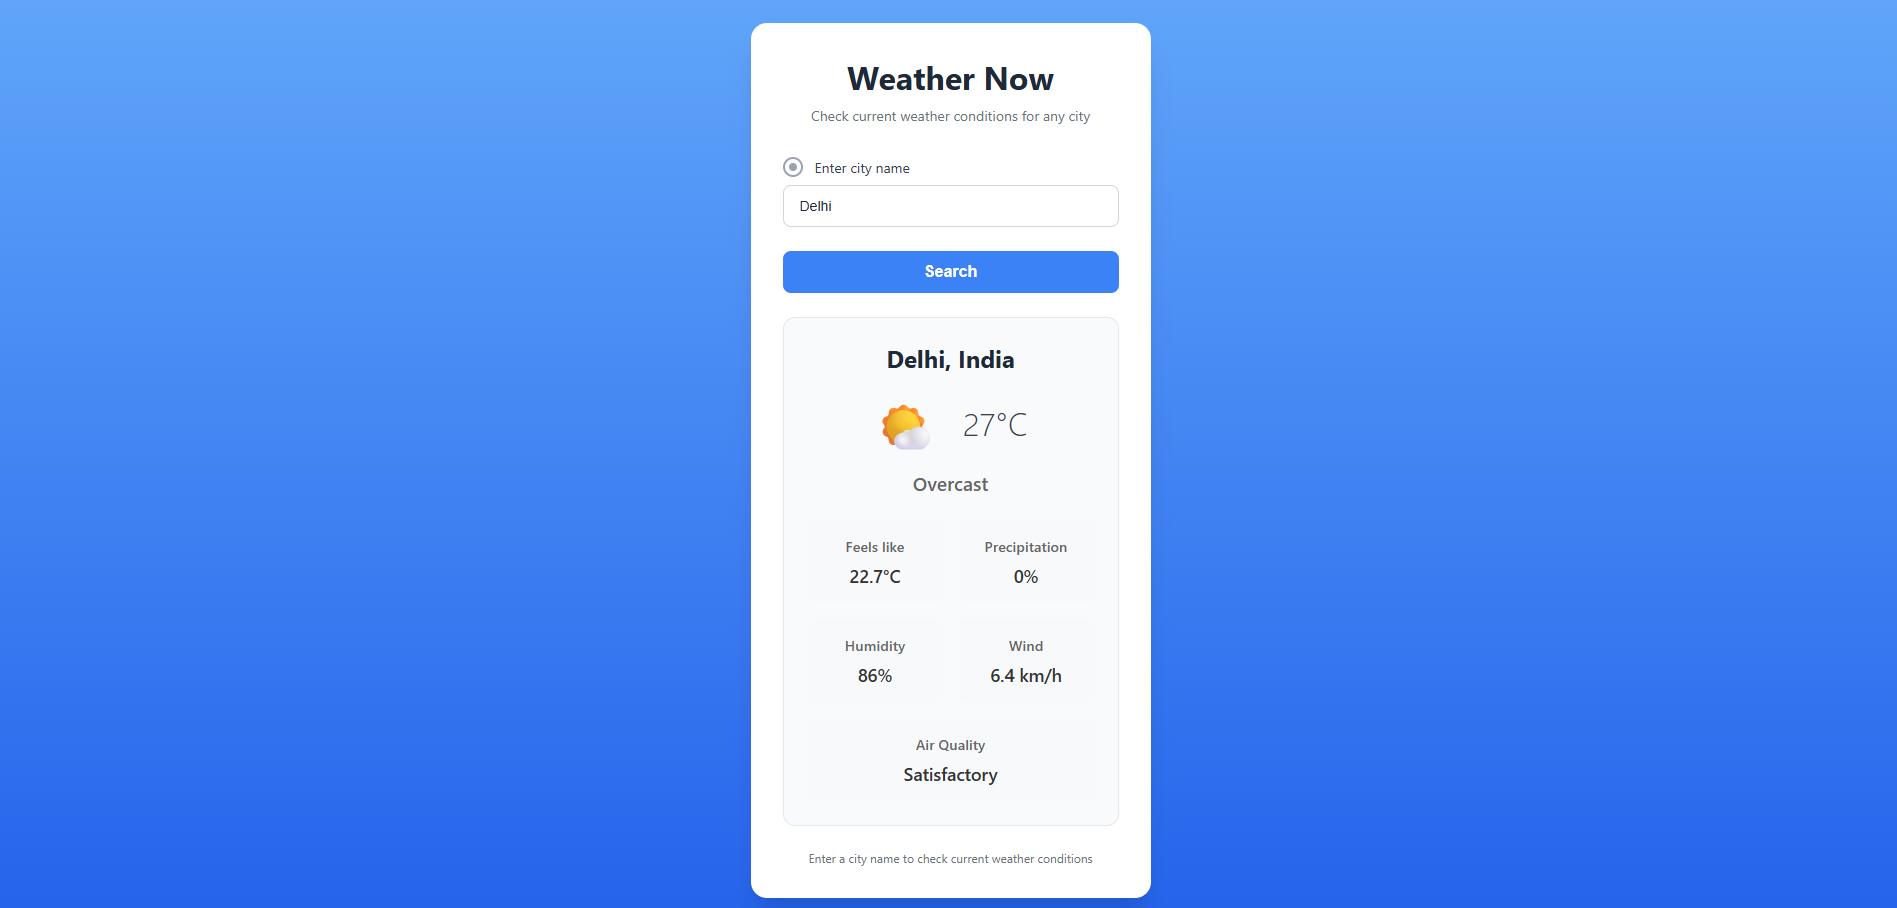 Weather Now
Check current weather conditions for any city
Enter city name
Delhi
Search
Delhi, India
27°C
Overcast
Feels like
22.7°C
Precipitation
0%
Humidity
86%
Wind
6.4 km/h
Air Quality
Satisfactory
Enter a city name to check current weather conditions